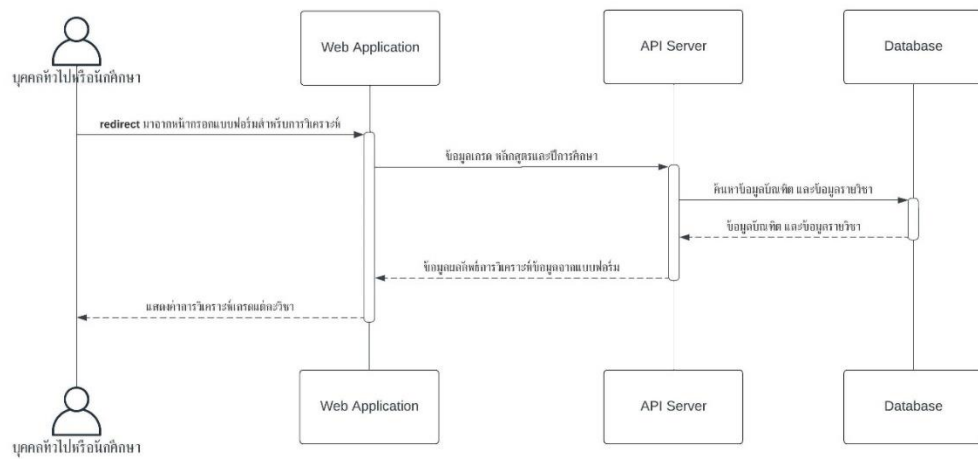 Web Application
API Server
Database
บุคคลทั่วไปหรือนักศึกษา
redirect มาจากหน้ากรอกแบบฟอร์มสำหรับการวิเคราะห์
ข้อมูลเกรด หลักสูตรและปีการศึกษา
ค้นหาข้อมูลบัณฑิต และข้อมูลรายวิชา
ข้อมูลบัณฑิต และข้อมูลรายวิชา
ข้อมูลผลลัพธ์การวิเคราะห์ข้อมูลจากแบบฟอร์ม
แสดงค่าการวิเคราะห์เกรดแต่ละวิชา
Web Application
API Server
Database
บุคคลทั่วไปหรือนักศึกษา